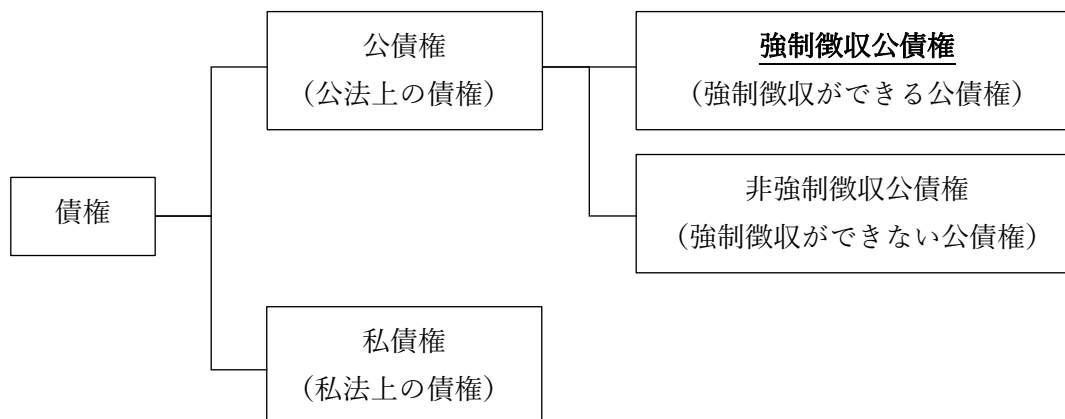 公債権
（公法上の債権）
強制徴収公債権
（強制徴収ができる公債権）
非強制徴収公債権
（強制徴収ができない公債権）
債権
私債権
（私法上の債権）